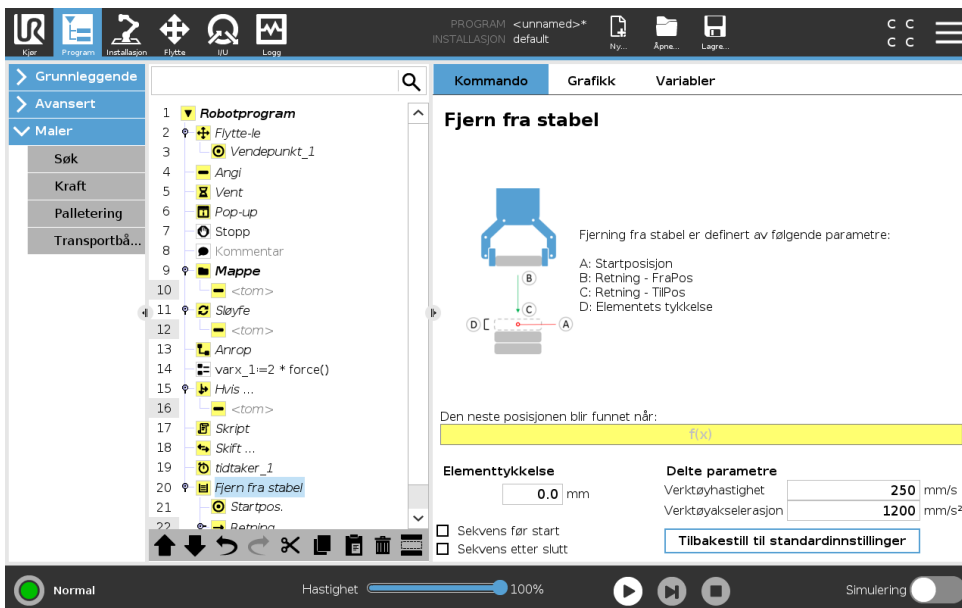 UR
Kjør
Program
Installasjon
Flytte
I/U
Logg
PROGRAM <unnamed>*
INSTALLASJON default
Ny...
Åpne...
Lagre...
C C
C C
Grunnleggende
Avansert
Maler
Søk
Kraft
Palletering
Transportbå...
1 Robotprogram
2 Flytte-le
3 Vendepunkt_1
4 Angi
5 Vent
6 Pop-up
7 Stopp
8 Kommentar
9 Mappe
10 <tom>
11 Sløyfe
12 <tom>
13 Anrop
14 varx_1:=2 * force()
15 Hvis ...
16 <tom>
17 Skript
18 Skift ...
19 tidtaker_1
20 Fjern fra stabel
21 Startpos.
22 Retning
Kommando
Grafikk
Variabler
Fjern fra stabel
B
C
D
A
Fjerning fra stabel er definert av følgende parametre:
A: Startposisjon
B: Retning - FraPos
C: Retning - TilPos
D: Elementets tykkelse
Den neste posisjonen blir funnet når:
f(x)
Elementtykkelse
0.0 mm
Sekvens før start
Sekvens etter slutt
Delte parametre
Verktøyhastighet 250 mm/s
Verktøyakselerasjon 1200 mm/s²
Tilbakestill til standardinnstillinger
Normal
Hastighet
100%
Simulering